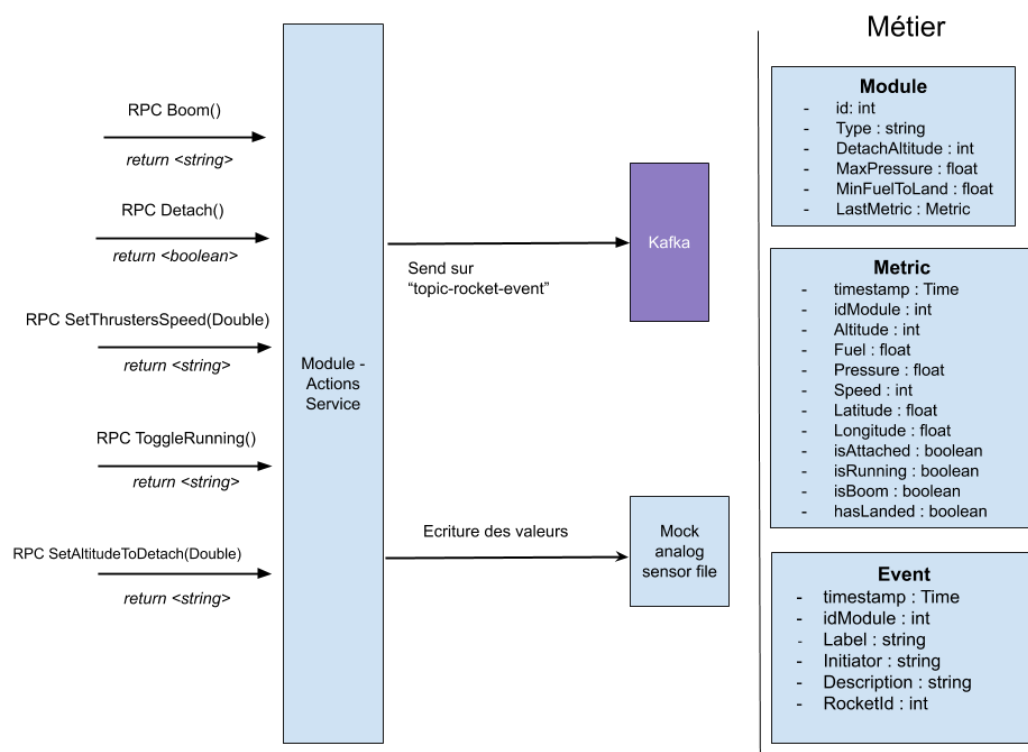 RPC Boom()
return <string>
RPC Detach()
return <boolean>
RPC SetThrustersSpeed(Double)
return <string>
RPC ToggleRunning()
return <string>
RPC SetAltitudeToDetach(Double)
return <string>
Module -
Actions
Service
Send sur
“topic-rocket-event”
Kafka
Ecriture des valeurs
Mock
analog
sensor file
Métier
Module
- id: int
- Type : string
- DetachAltitude : int
- MaxPressure : float
- MinFuelToLand : float
- LastMetric : Metric
Metric
- timestamp : Time
- idModule : int
- Altitude : int
- Fuel : float
- Pressure : float
- Speed : int
- Latitude : float
- Longitude : float
- isAttached : boolean
- isRunning : boolean
- isBoom : boolean
- hasLanded : boolean
Event
- timestamp : Time
- idModule : int
- Label : string
- Initiator : string
- Description : string
- RocketId : int